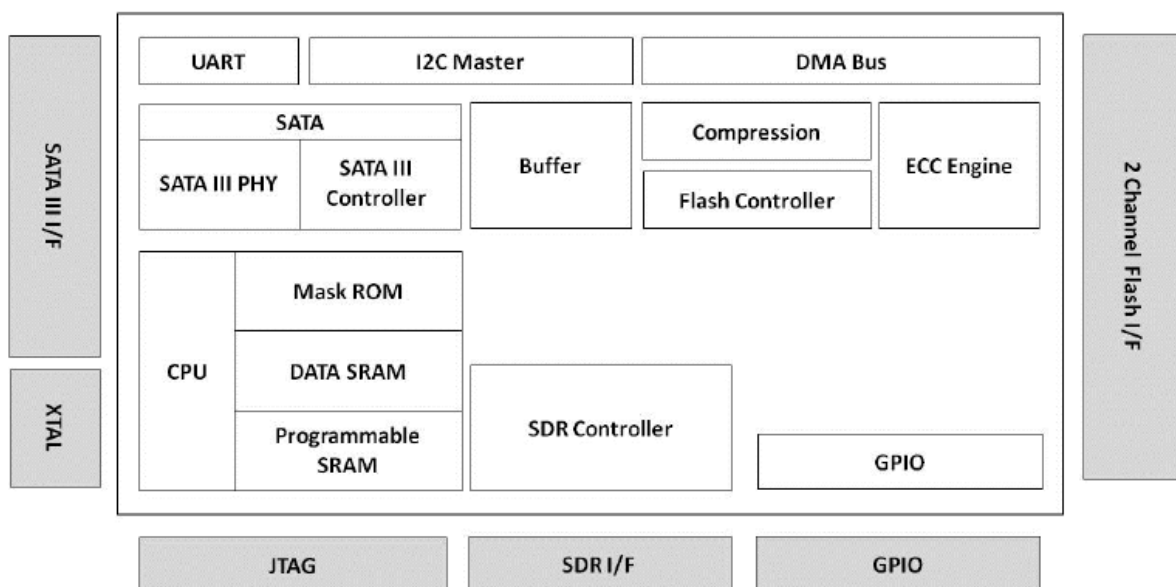 UART
I2C Master
DMA Bus
SATA III I/F
SATA
SATA III PHY
SATA III
Controller
Buffer
Compression
Flash Controller
ECC Engine
2 Channel Flash I/F
CPU
Mask ROM
DATA SRAM
Programmable
SRAM
SDR Controller
GPIO
XTAL
JTAG
SDR I/F
GPIO